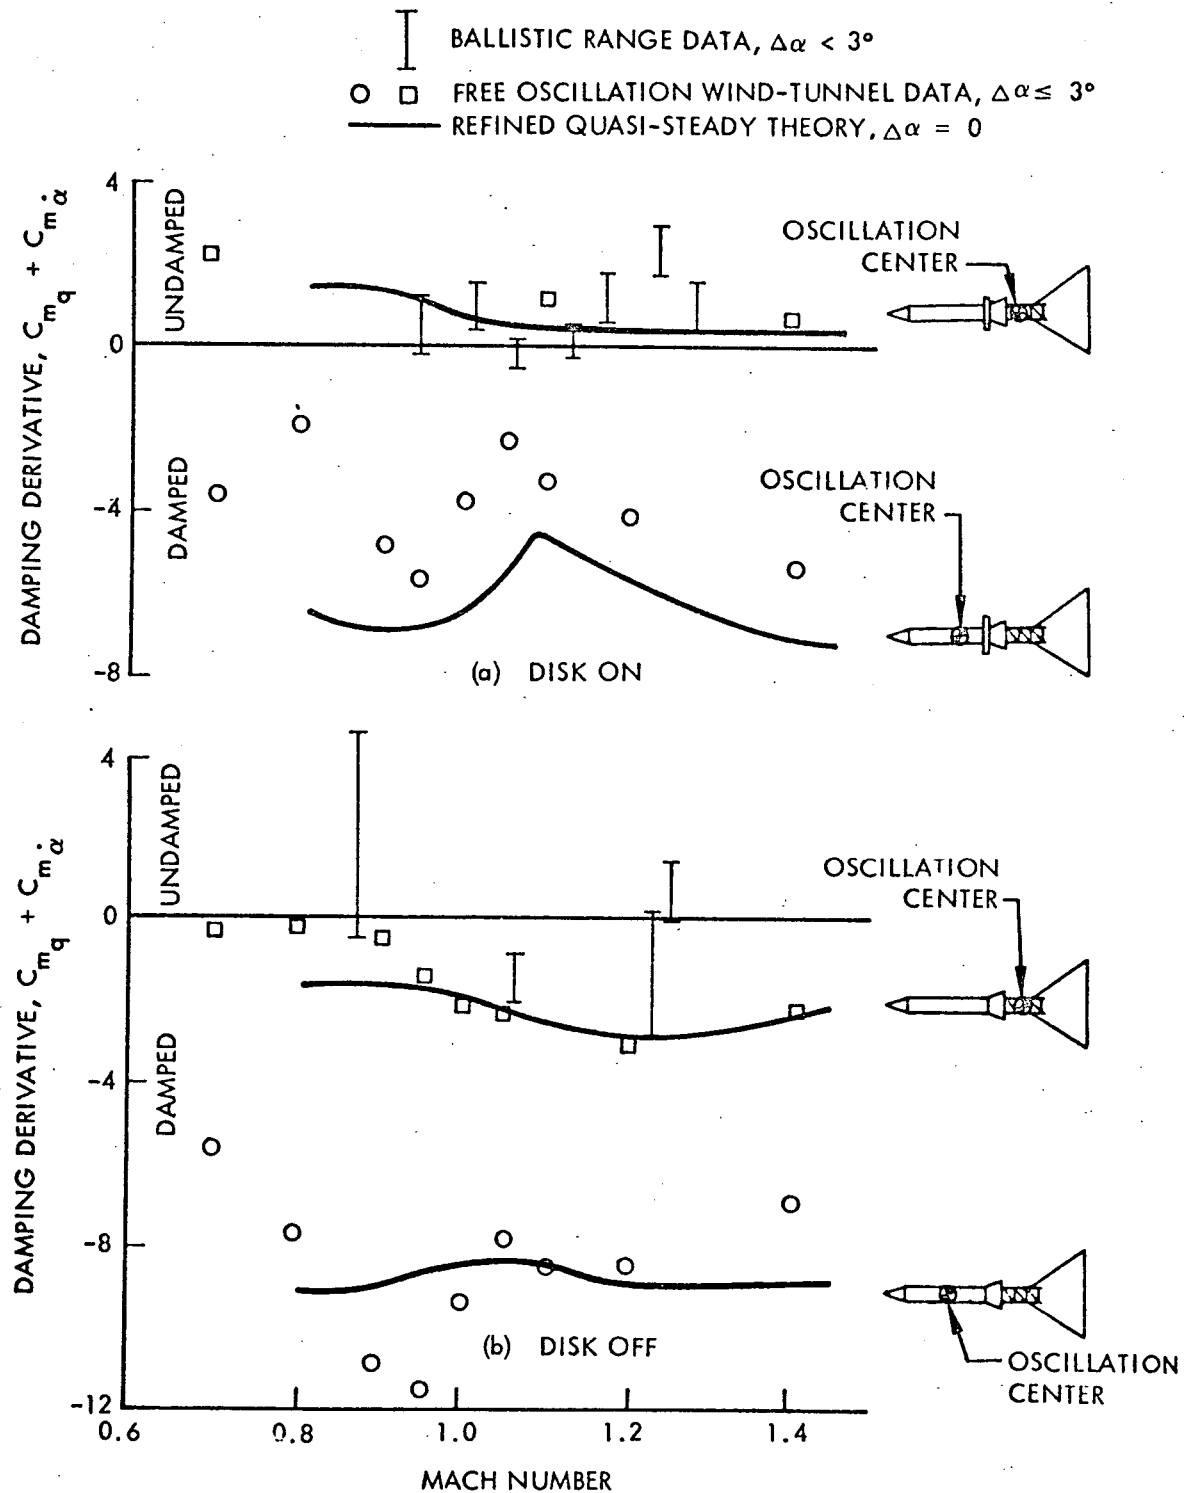 BALLISTIC RANGE DATA, Δα < 3°
FREE OSCILLATION WIND-TUNNEL DATA, Δα ≤ 3°
REFINED QUASI-STEADY THEORY, Δα = 0
DAMPING DERIVATIVE, Cmq + Cmα̇
4
0
-4
-8
UNDAMPED
DAMPED
OSCILLATION
CENTER
OSCILLATION
CENTER
(a) DISK ON
DAMPING DERIVATIVE, Cmq + Cmα̇
4
0
-4
-8
-12
UNDAMPED
DAMPED
OSCILLATION
CENTER
(b) DISK OFF
OSCILLATION
CENTER
0.6 0.8 1.0 1.2 1.4
MACH NUMBER